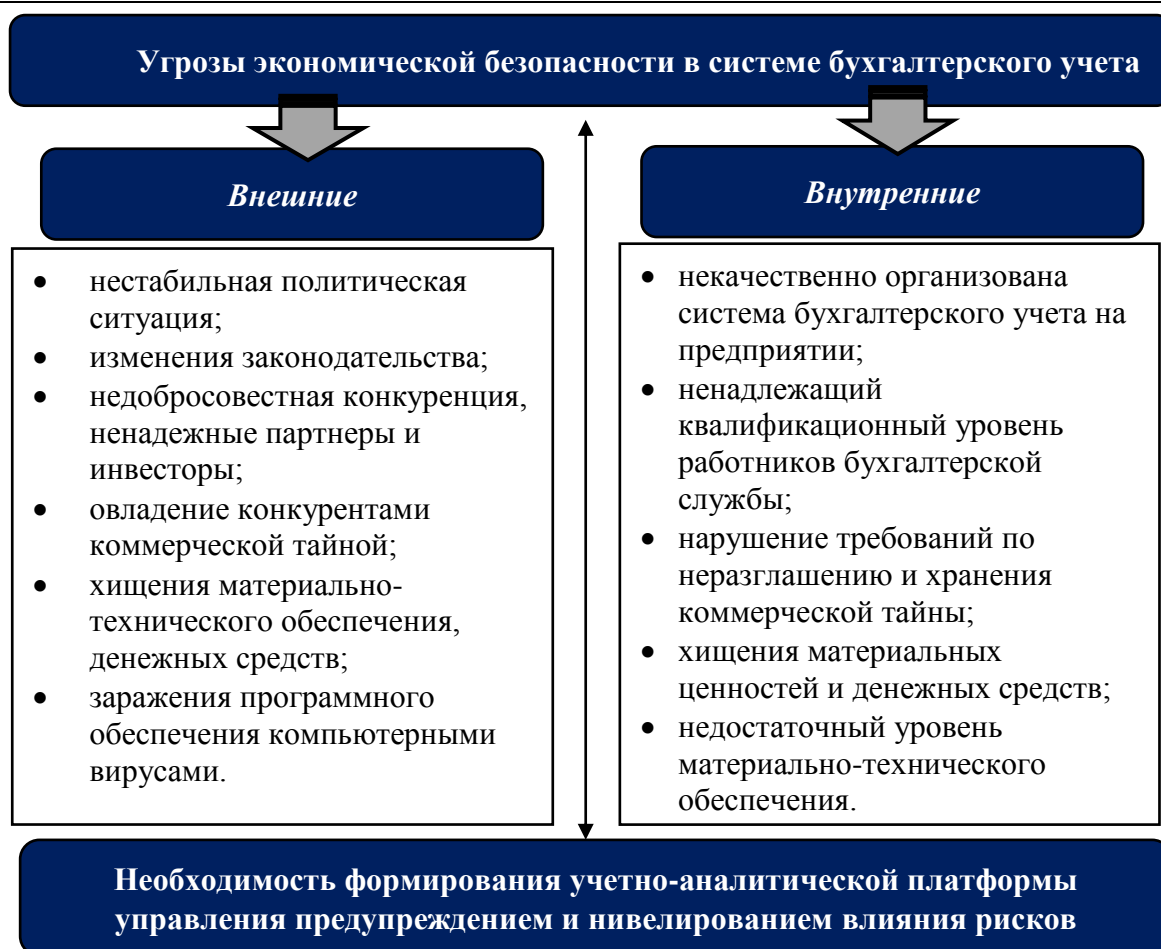 Угрозы экономической безопасности в системе бухгалтерского учета
Внешние
• нестабильная политическая
ситуация;
• изменения законодательства;
• недобросовестная конкуренция,
ненадежные партнеры и
инвесторы;
• овладение конкурентами
коммерческой тайной;
• хищения материально-
технического обеспечения,
денежных средств;
• заражения программного
обеспечения компьютерными
вирусами.
Внутренние
• некачественно организована
система бухгалтерского учета на
предприятии;
• ненадлежащий
квалификационный уровень
работников бухгалтерской
службы;
• нарушение требований по
неразглашению и хранения
коммерческой тайны;
• хищения материальных
ценностей и денежных средств;
• недостаточный уровень
материально-технического
обеспечения.
Необходимость формирования учетно-аналитической платформы
управления предупреждением и нивелированием влияния рисков